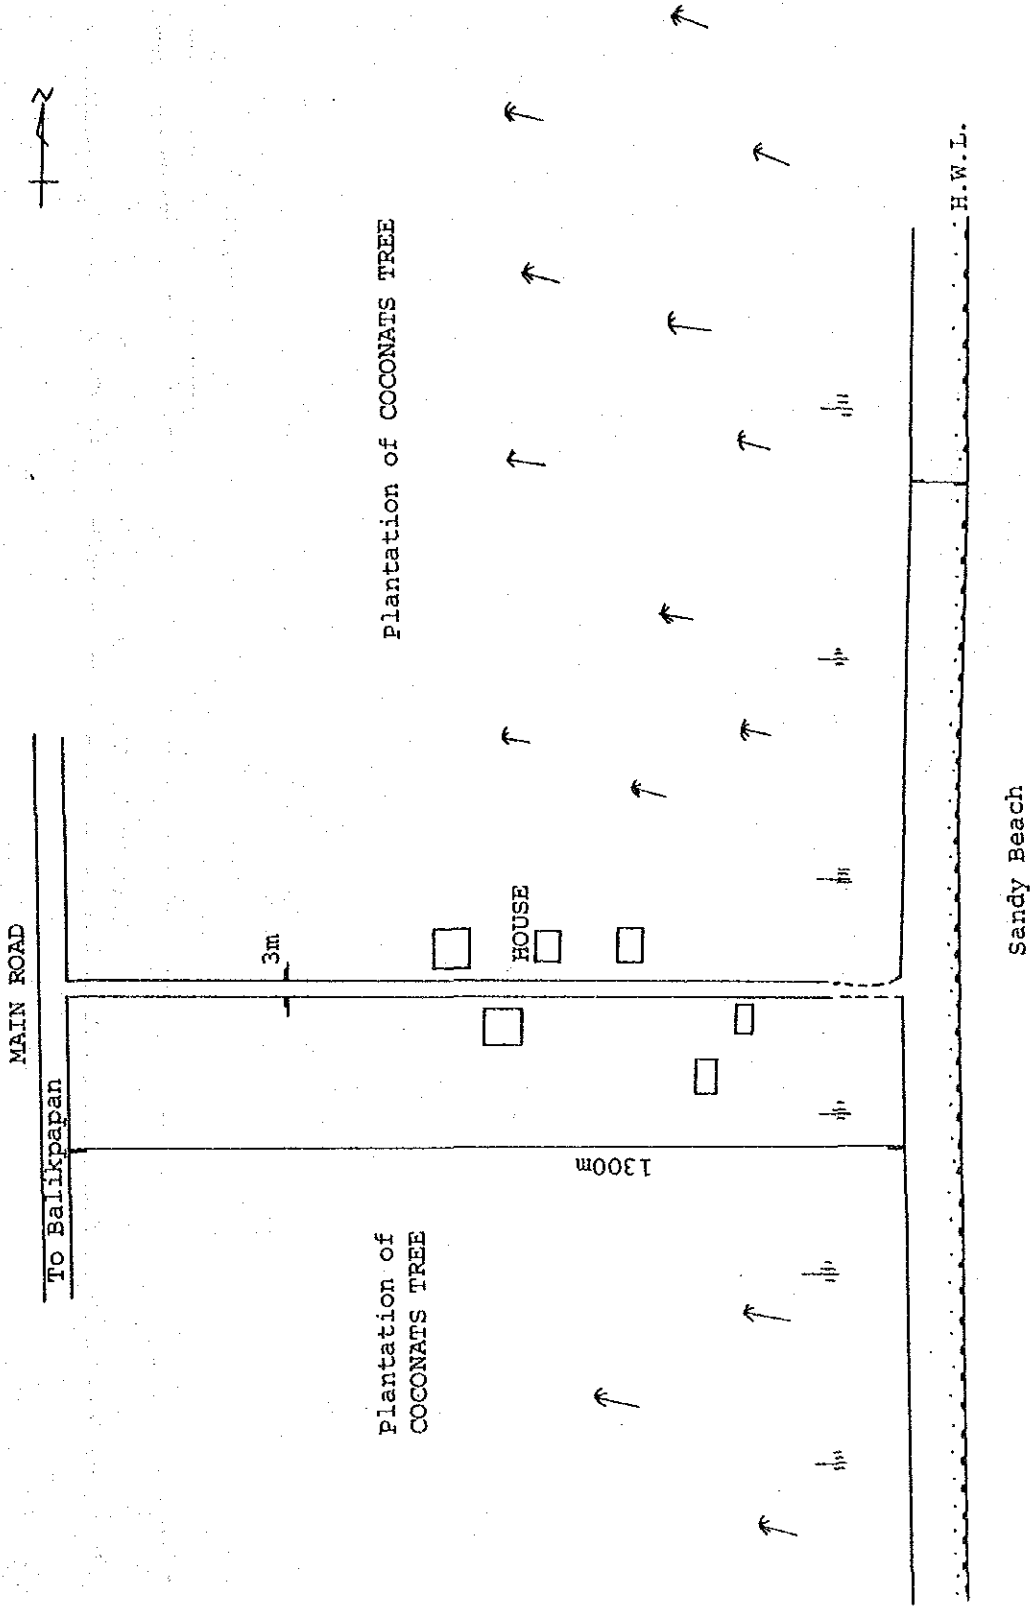 MAIN ROAD
To Balikpapan
3m
HOUSE
1300m
Plantation of
COCONATS TREE
Plantation of COCONATS TREE
N
H.W.L.
Sandy Beach